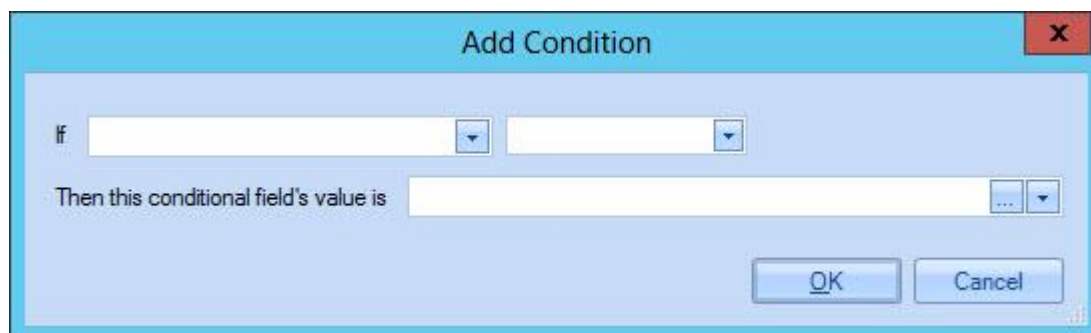 Add Condition
If
Then this conditional field's value is
...
OK
Cancel